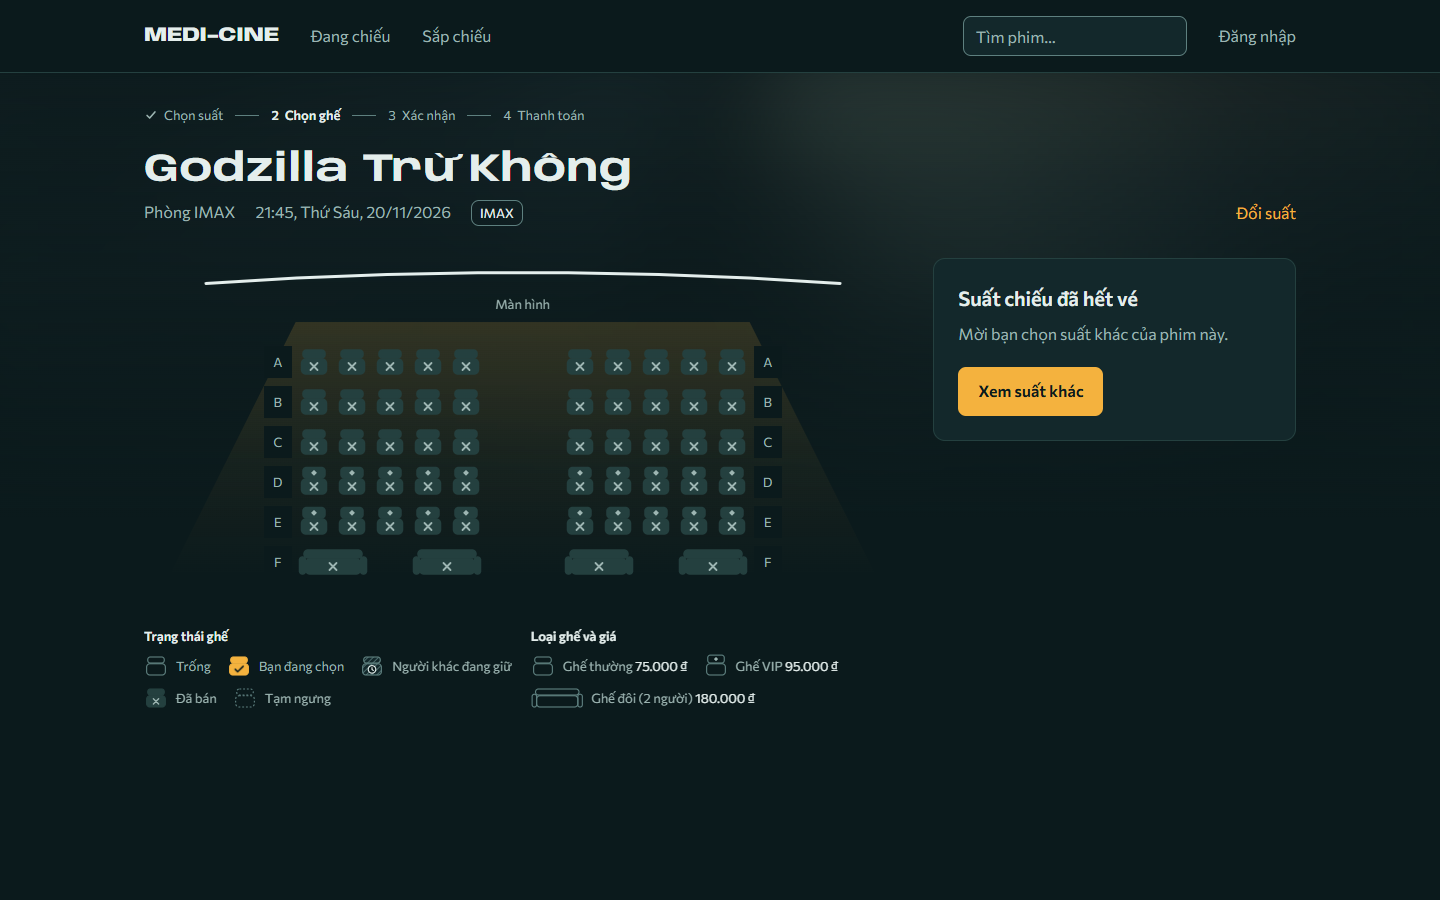 MEDI-CINE Đang chiếu Sắp chiếu Tìm phim... Đăng nhập
Chọn suất 2 Chọn ghế 3 Xác nhận 4 Thanh toán
Godzilla Trừ Không
Phòng IMAX 21:45, Thứ Sáu, 20/11/2026 IMAX Đổi suất
Màn hình
A A
B B
C C
D D
E E
F F
Suất chiếu đã hết vé
Mời bạn chọn suất khác của phim này.
Xem suất khác
Trạng thái ghế
Trống Bạn đang chọn Người khác đang giữ
Đã bán Tạm ngưng
Loại ghế và giá
Ghế thường 75.000 ₫ Ghế VIP 95.000 ₫
Ghế đôi (2 người) 180.000 ₫